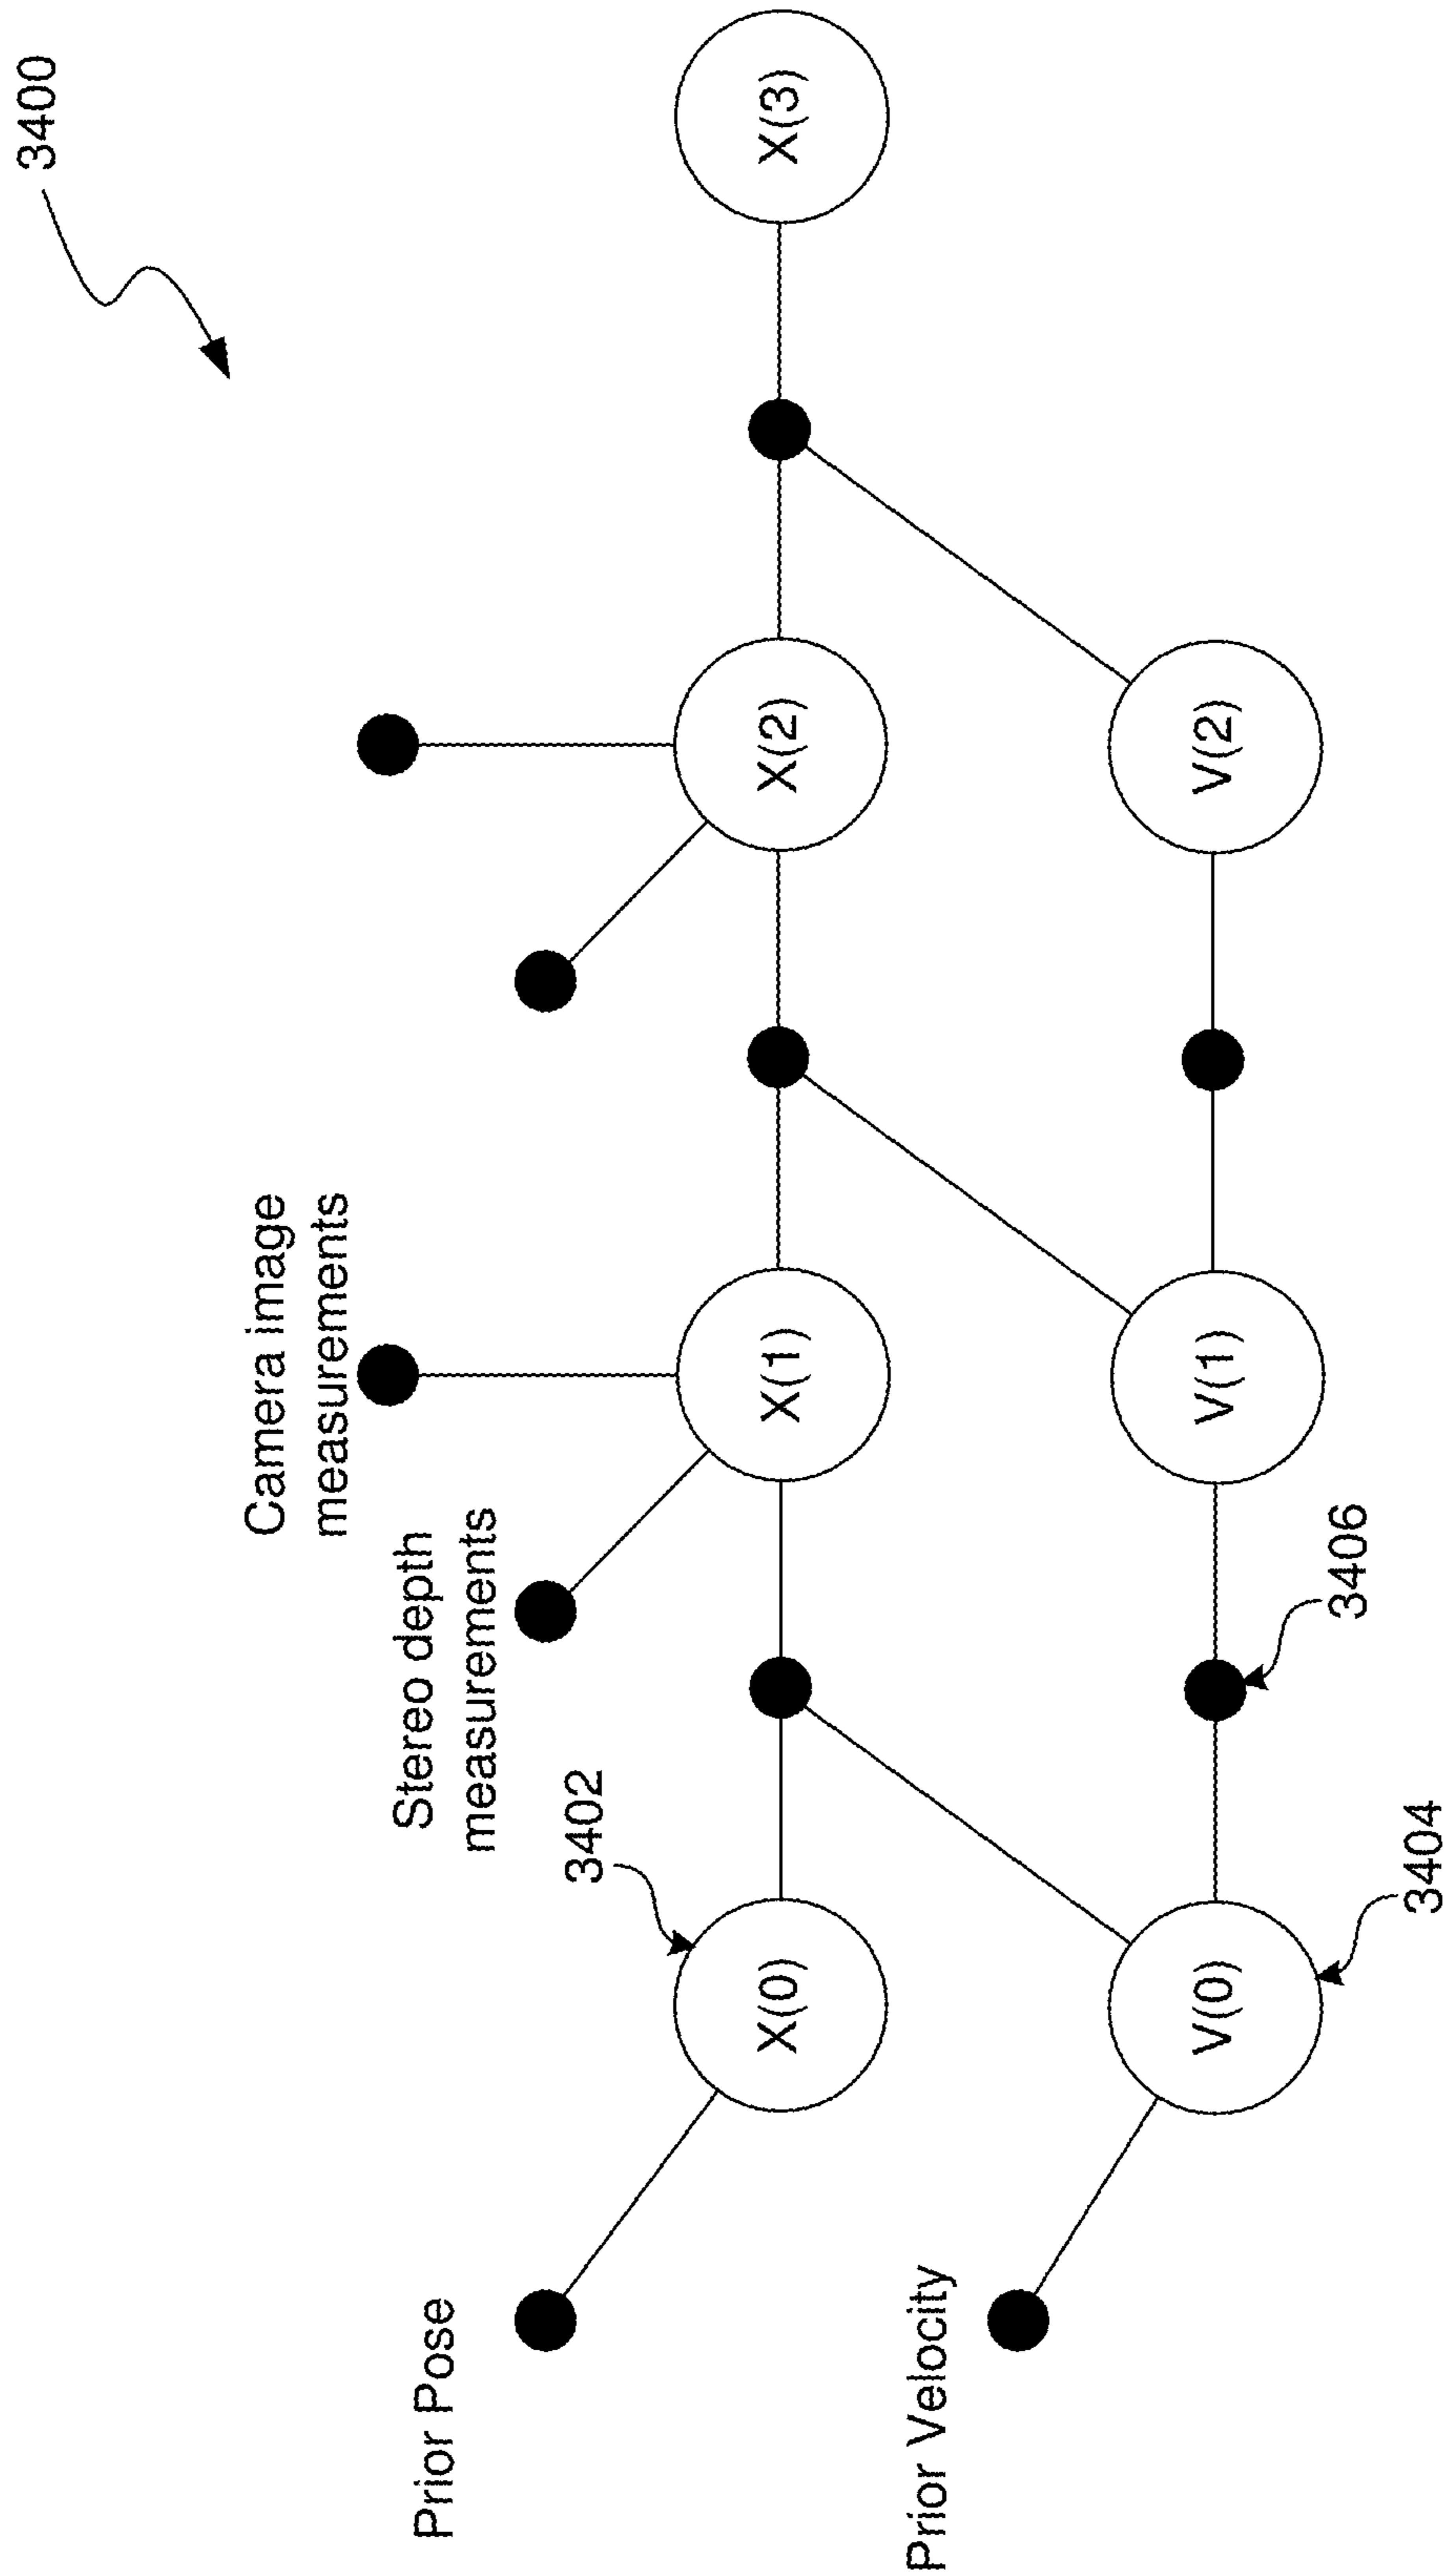 3400
Camera image
measurements
Stereo depth
measurements
Prior Pose
3402
X(0)
X(1)
X(2)
X(3)
Prior Velocity
V(0)
V(1)
V(2)
3406
3404